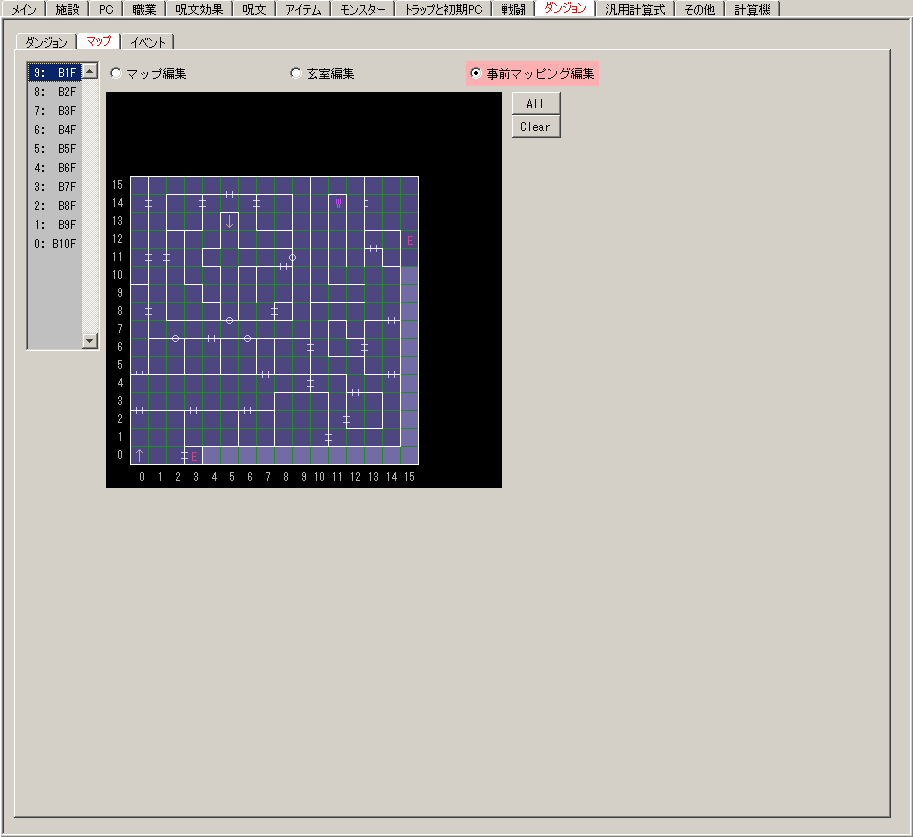 メイン 施設 PC 職業 呪文効果 呪文 アイテム モンスター トラップと初期PC 戦闘 ダンジョン 汎用計算式 その他 計算機
ダンジョン マップ イベント
9: B1F
8: B2F
7: B3F
6: B4F
5: B5F
4: B6F
3: B7F
2: B8F
1: B9F
0: B10F
マップ編集 玄室編集 事前マッピング編集
All
Clear
15
14 W
13 ↓
12 E
11
10
9
8
7
6
5
4
3
2
1
0 ↑ E
0 1 2 3 4 5 6 7 8 9 10 11 12 13 14 15